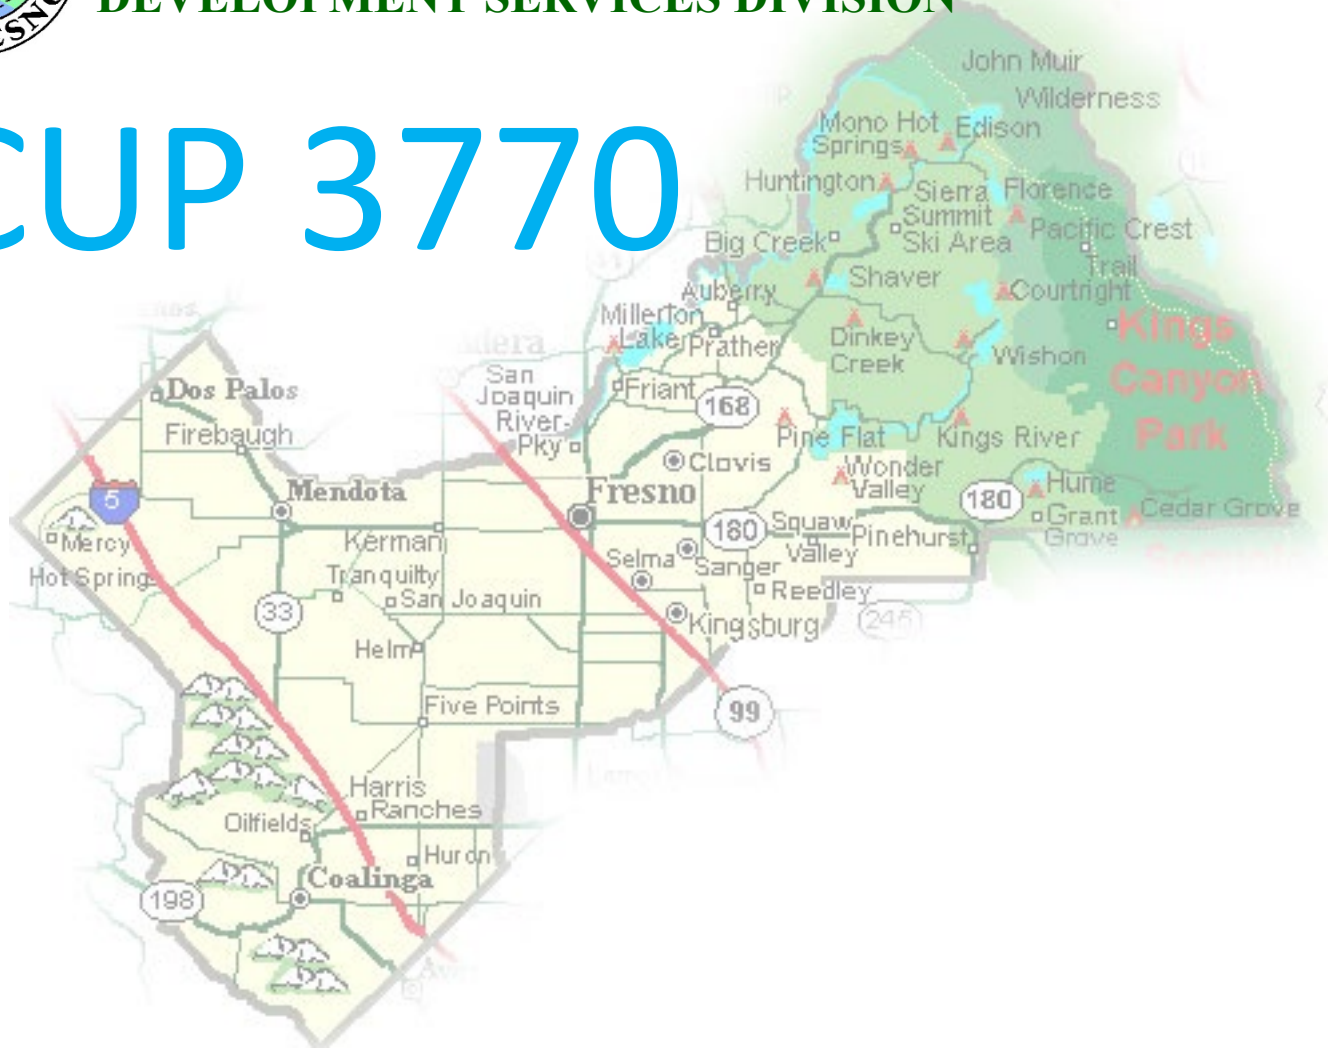 DEVELOPMENT SERVICES DIVISION
CUP 3770
John Muir
Wilderness
Mono Hot
Springs
Edison
Huntington
Sierra
Summit
Ski Area
Florence
Pacific Crest
Trail
Big Creek
Shaver
Courtright
Auberry
Millerton
Lake
Prather
Dinkey
Creek
Wishon
Kings
Canyon
Park
San
Joaquin
River
Pky
Friant
168
Dos Palos
Firebaugh
Pine Flat
Kings River
Clovis
Wonder
Valley
5
Mendota
Fresno
180
Hume
Grant
Grove
Cedar Grove
180
Squaw
Valley
Pinehurst
Mercy
Hot Springs
Kerman
Selma
Sanger
Tranquilty
San Joaquin
Reedley
33
Kingsburg
245
Helm
Five Points
99
Harris
Ranches
Oilfields
Huron
Coalinga
198